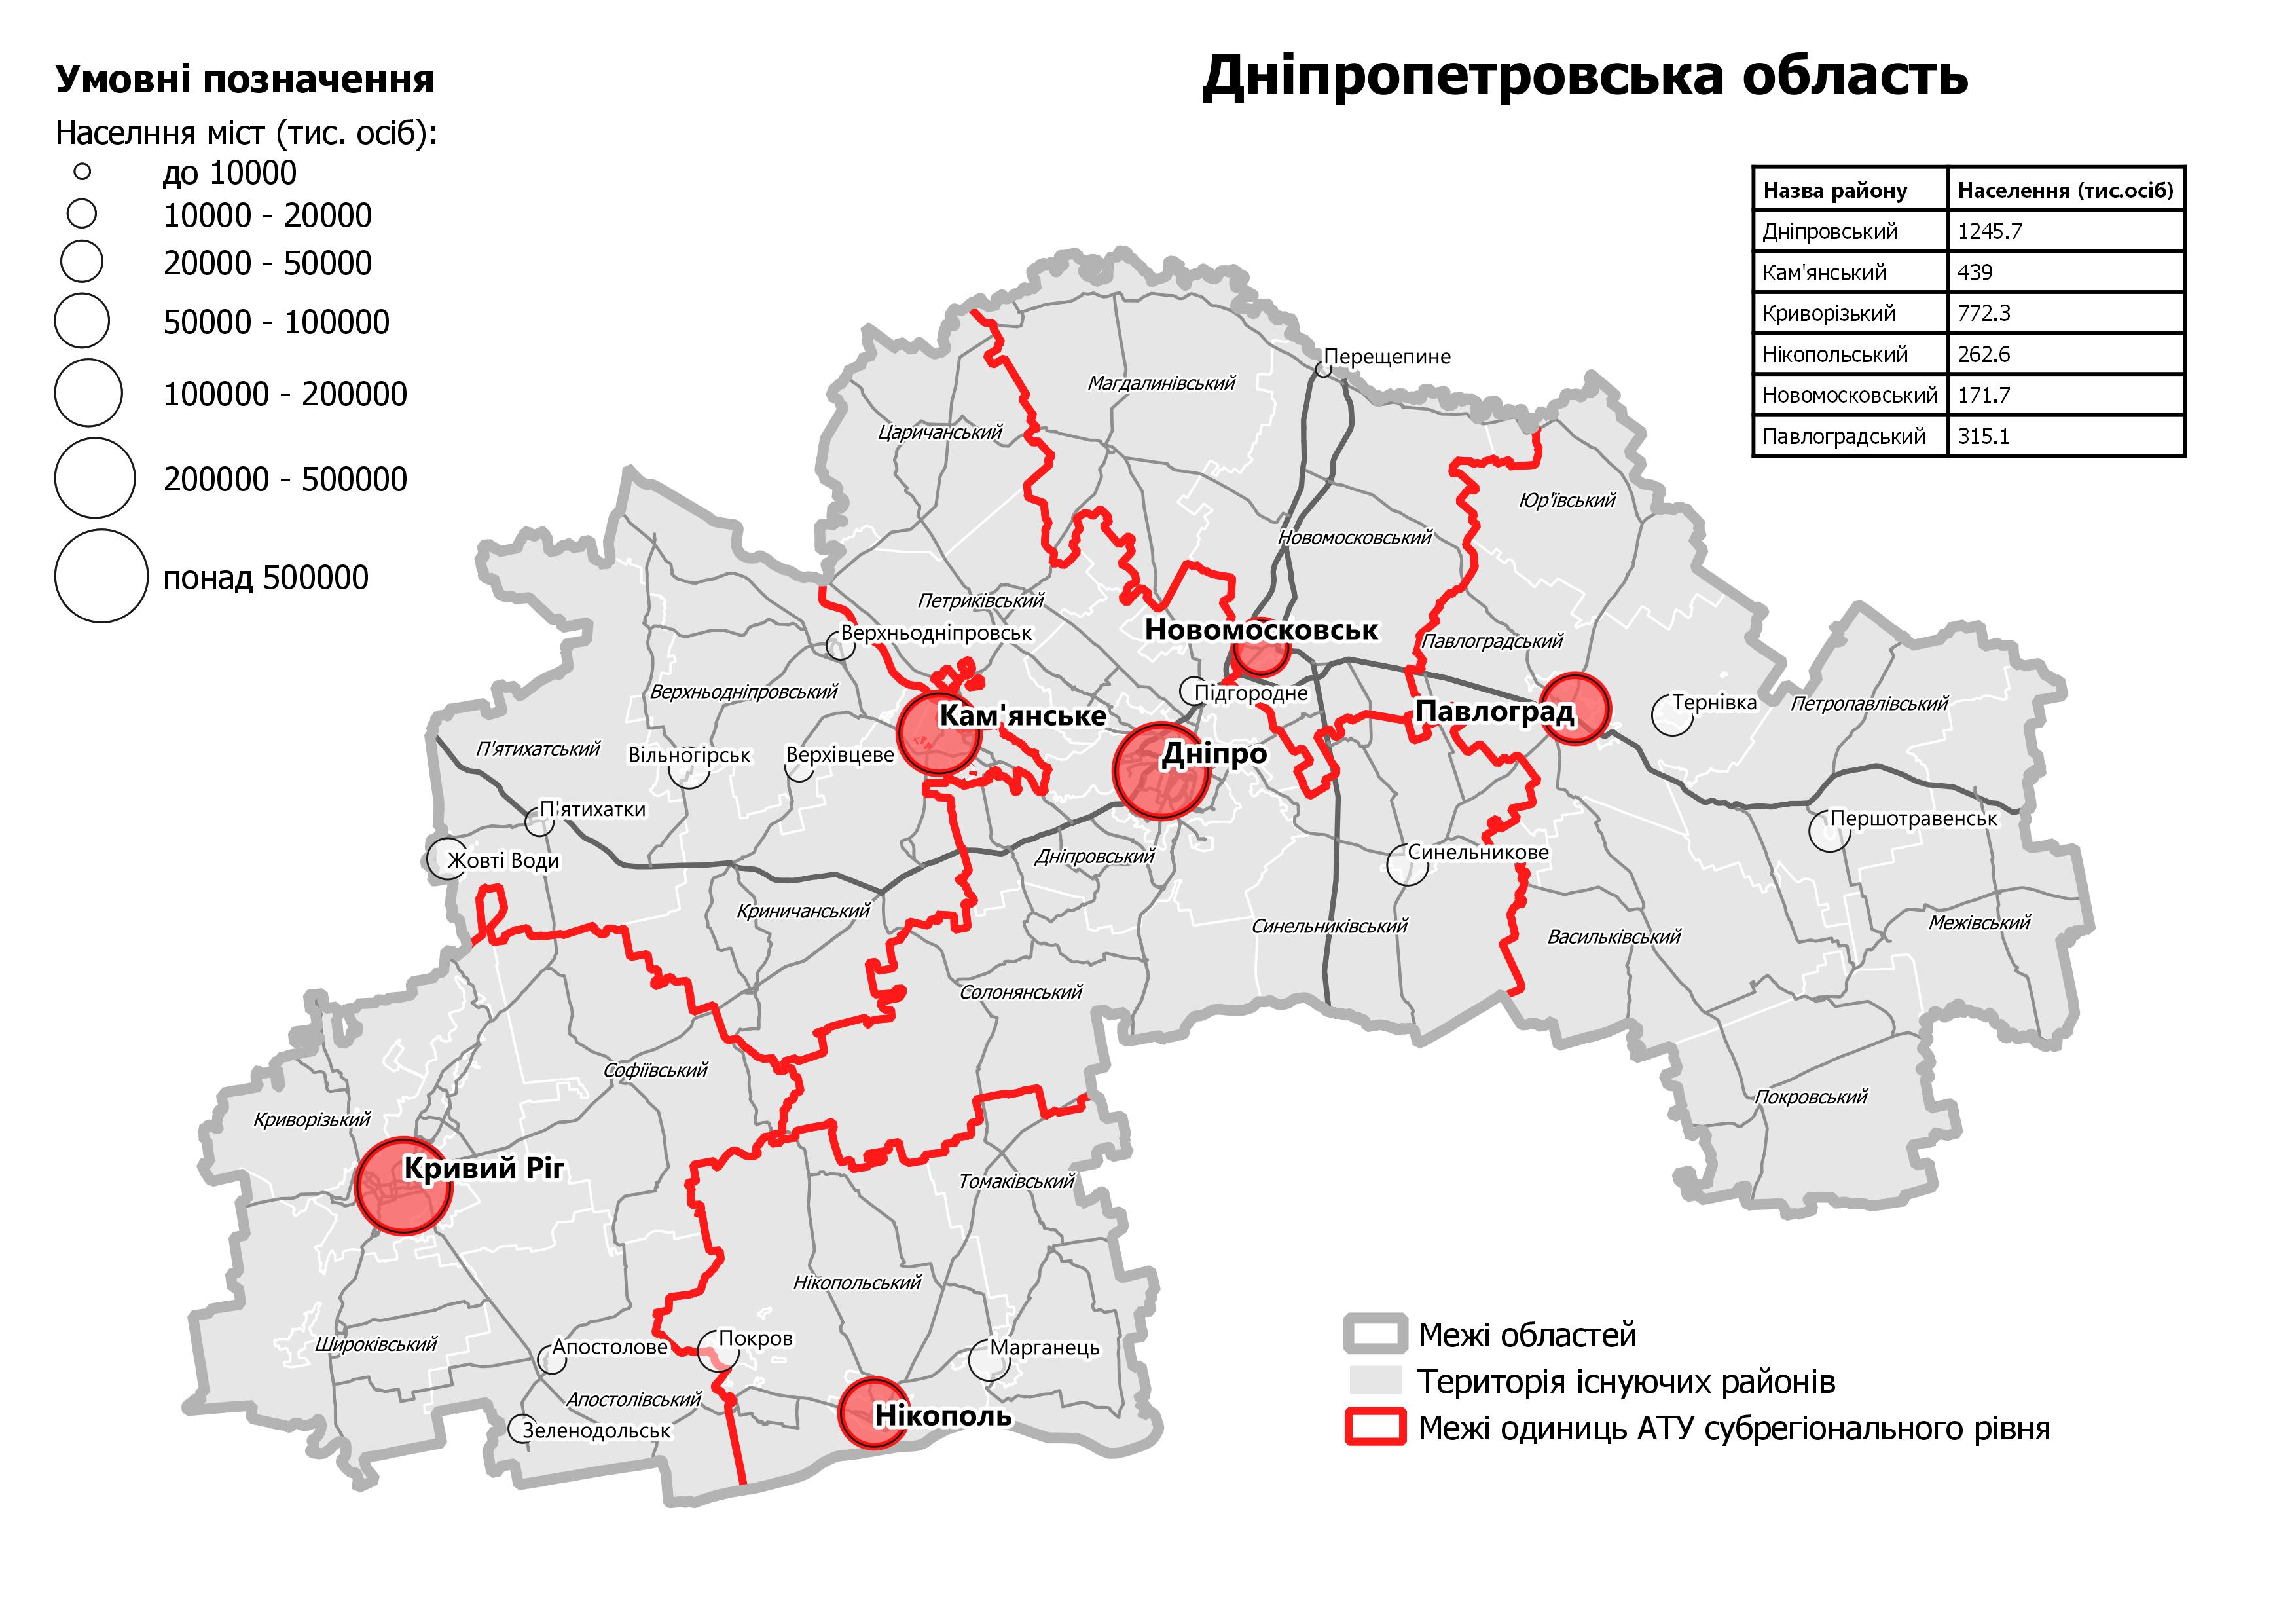 Дніпропетровська область
Умовні позначення
Населння міст (тис. осіб):
до 10000
10000 - 20000
20000 - 50000
50000 - 100000
100000 - 200000
200000 - 500000
понад 500000
Назва району Населення (тис.осіб)
Дніпровський 1245.7
Кам'янський 439
Криворізький 772.3
Нікопольський 262.6
Новомосковський 171.7
Павлоградський 315.1
Перещепине
Магдалинівський
Царичанський
Юр'ївський
Новомосковський
Петриківський
Верхньодніпровськ
Новомосковськ
Павлоградський
Верхньодніпровський
Підгородне
Тернівка
Петропавлівський
Кам'янське
Павлоград
П'ятихатський
Вільногірськ
Верхівцеве
Дніпро
П'ятихатки
Першотравенськ
Жовті Води
Дніпровський
Синельникове
Криничанський
Синельниківський
Васильківський
Межівський
Солонянський
Софіївський
Покровський
Криворізький
Кривий Ріг
Томаківський
Нікопольський
Широківський
Апостолове
Покров
Марганець
Апостолівський
Нікополь
Зеленодольськ
Межі областей
Територія існуючих районів
Межі одиниць АТУ субрегіонального рівня